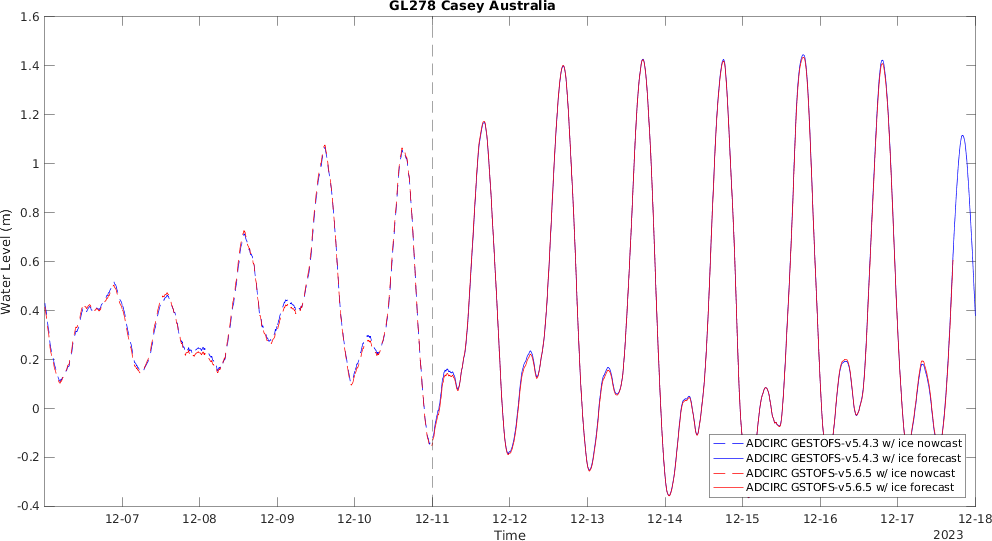 GL278 Casey Australia
1.6
1.4
1.2
1
0.8
0.6
0.4
0.2
0
-0.2
-0.4
Water Level (m)
ADCIRC GESTOFS-v5.4.3 w/ ice nowcast
ADCIRC GESTOFS-v5.4.3 w/ ice forecast
ADCIRC GSTOFS-v5.6.5 w/ ice nowcast
ADCIRC GSTOFS-v5.6.5 w/ ice forecast
12-07 12-08 12-09 12-10 12-11 12-12 12-13 12-14 12-15 12-16 12-17 12-18
Time
2023